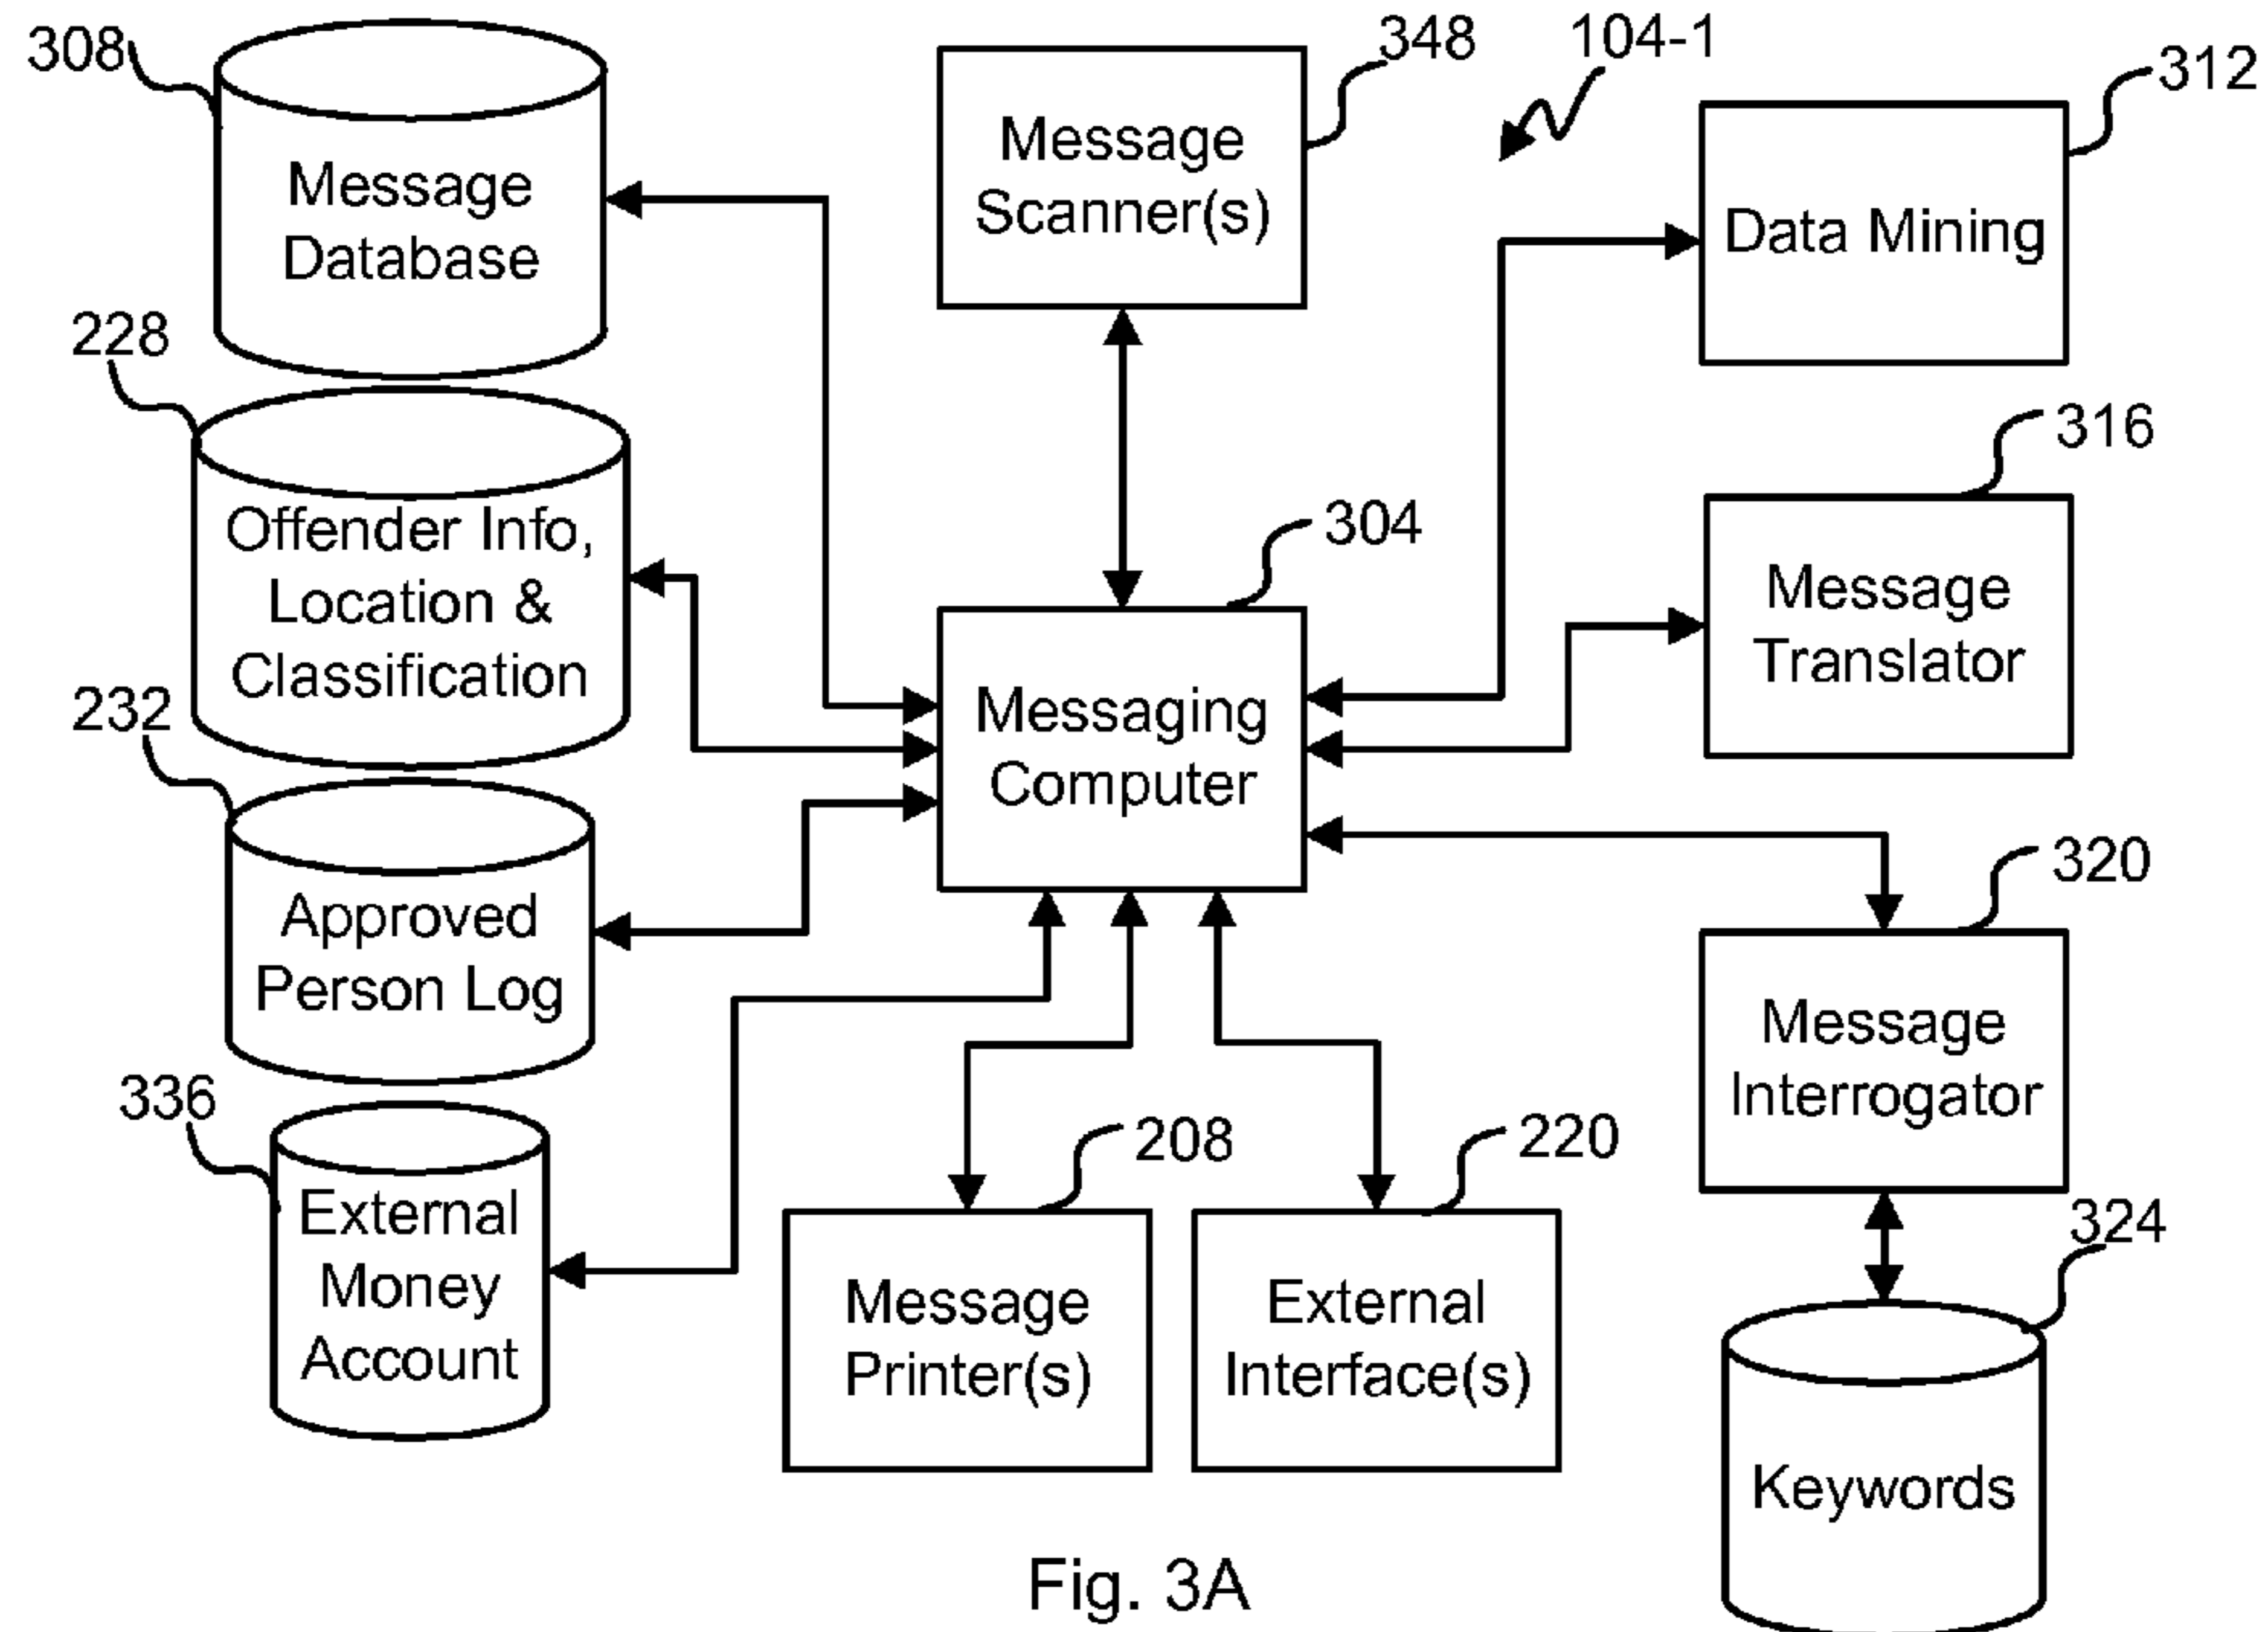 308
348
104-1
312
Message
Database
Message
Scanner(s)
Data Mining
228
Offender Info,
Location &
Classification
304
316
Message
Translator
232
Messaging
Computer
Approved
Person Log
320
Message
Interrogator
336
External
Money
Account
208
Message
Printer(s)
220
External
Interface(s)
324
Keywords
Fig. 3A